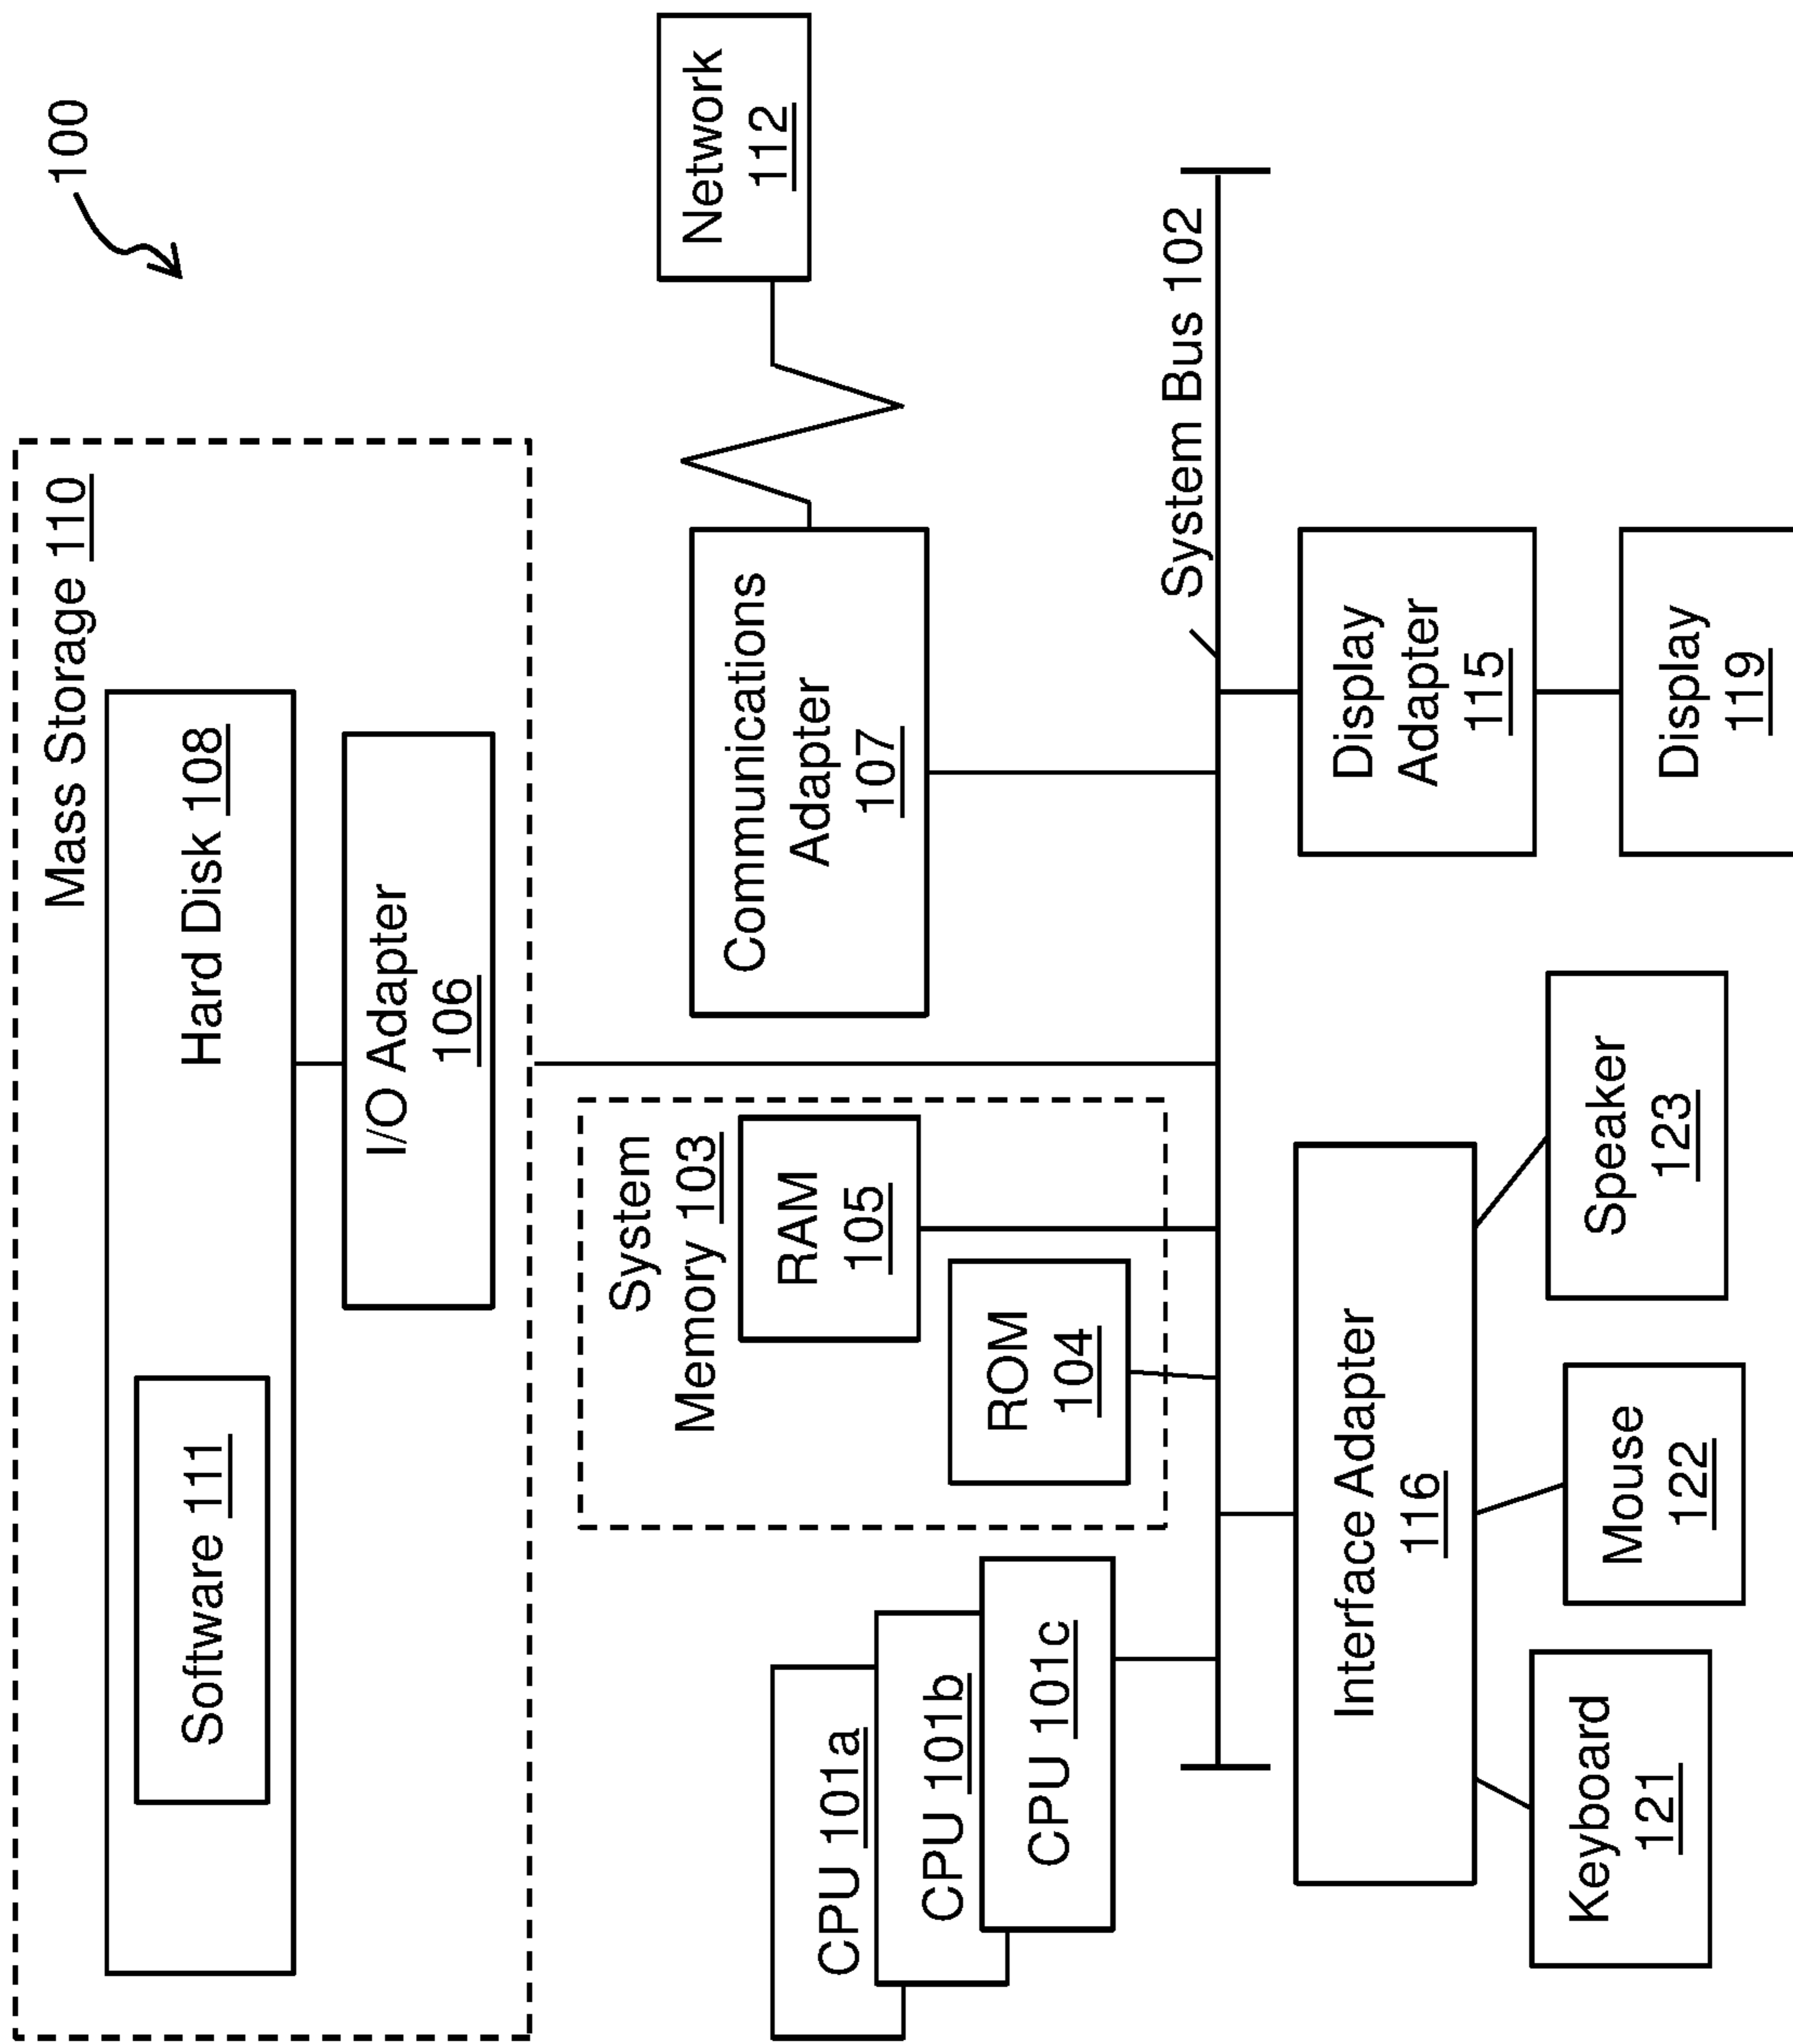 100
Mass Storage 110
Hard Disk 108
Software 111
I/O Adapter
106
System
Memory 103
RAM
105
ROM
104
Communications
Adapter
107
Network
112
CPU 101a
CPU 101b
CPU 101c
System Bus 102
Interface Adapter
116
Display
Adapter
115
Keyboard
121
Mouse
122
Speaker
123
Display
119